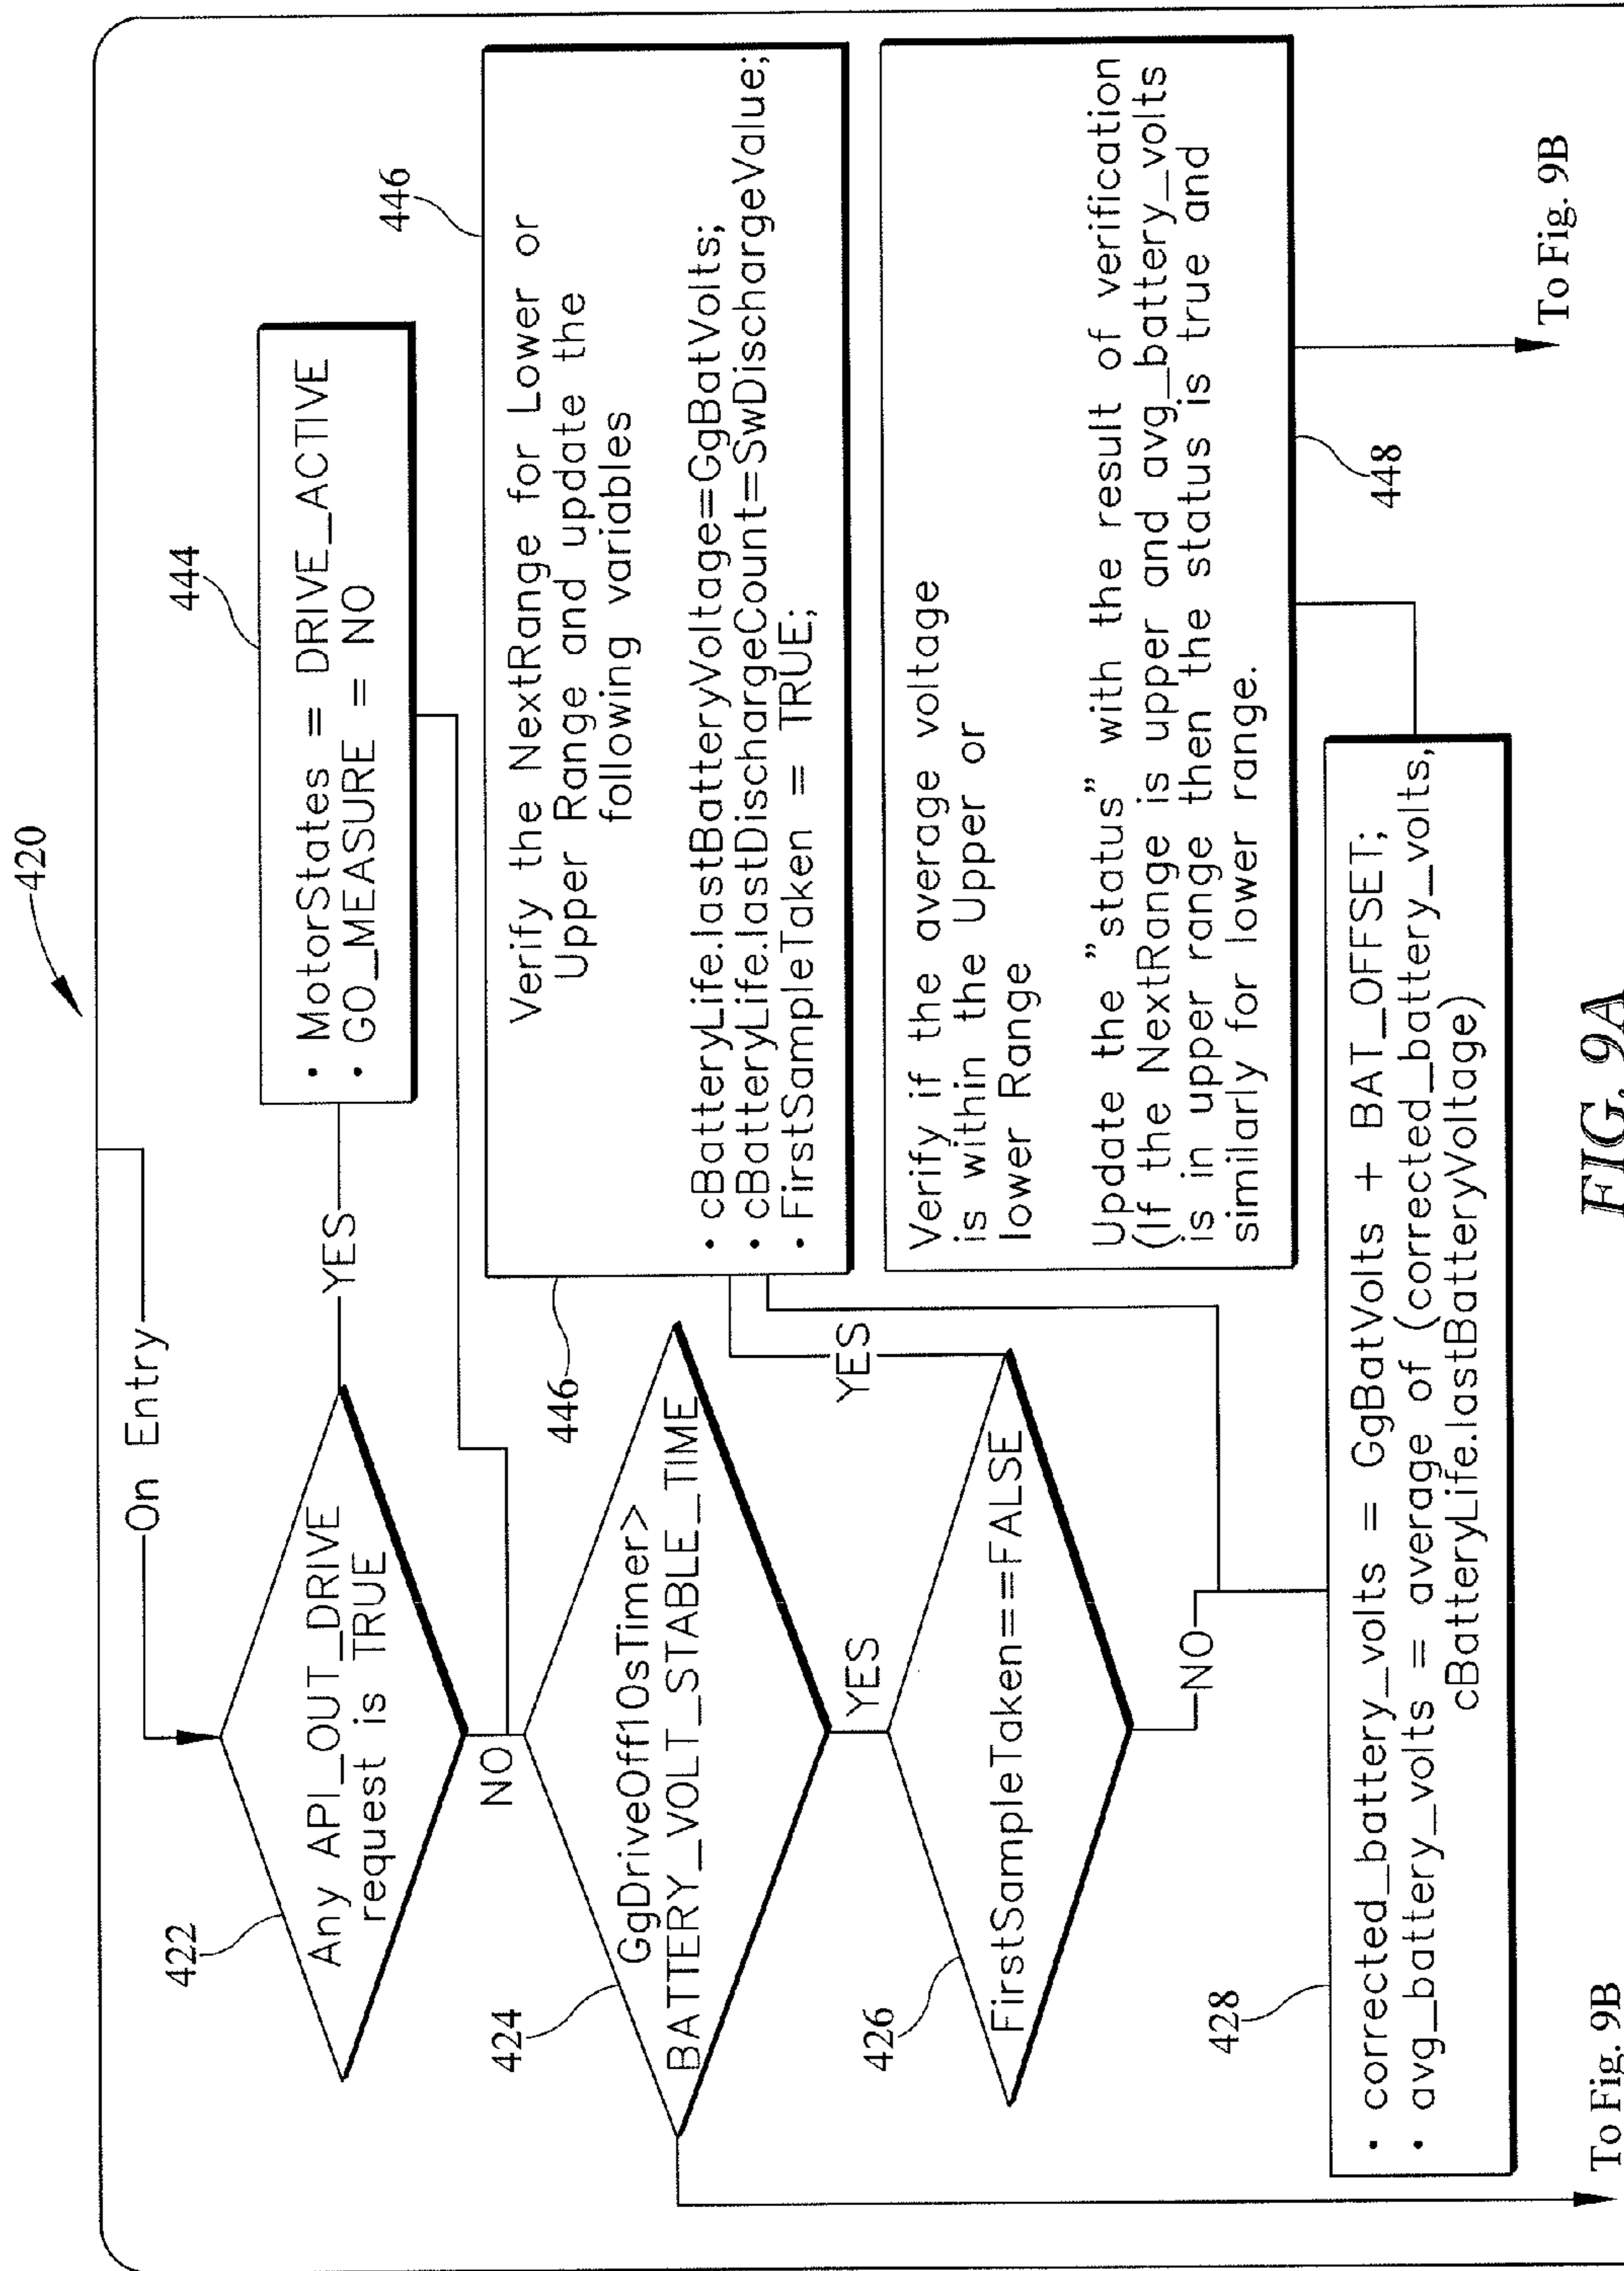 420
On Entry
422
Any API_OUT_DRIVE
request is TRUE
YES
444
• MotorStates = DRIVE_ACTIVE
• GO_MEASURE = NO
NO
424
GgDriveOff10sTimer>
BATTERY_VOLT_STABLE_TIME
446
446
Verify the NextRange for Lower or
Upper Range and update the
following variables
• cBatteryLife.lastBatteryVoltage=GgBatVolts;
• cBatteryLife.lastDischargeCount=SwDischargeValue;
• FirstSampleTaken = TRUE;
YES
YES
426
FirstSampleTaken==FALSE
NO
Verify if the average voltage
is within the Upper or
lower Range
Update the "status" with the result of verification
(If the NextRange is upper and avg_battery_volts
is in upper range then the status is true and
similarly for lower range.
448
428
• corrected_battery_volts = GgBatVolts + BAT_OFFSET;
• avg_battery_volts = average of (corrected_battery_volts,
cBatteryLife.lastBatteryVoltage)
To Fig. 9B
To Fig. 9B
FIG. 9A